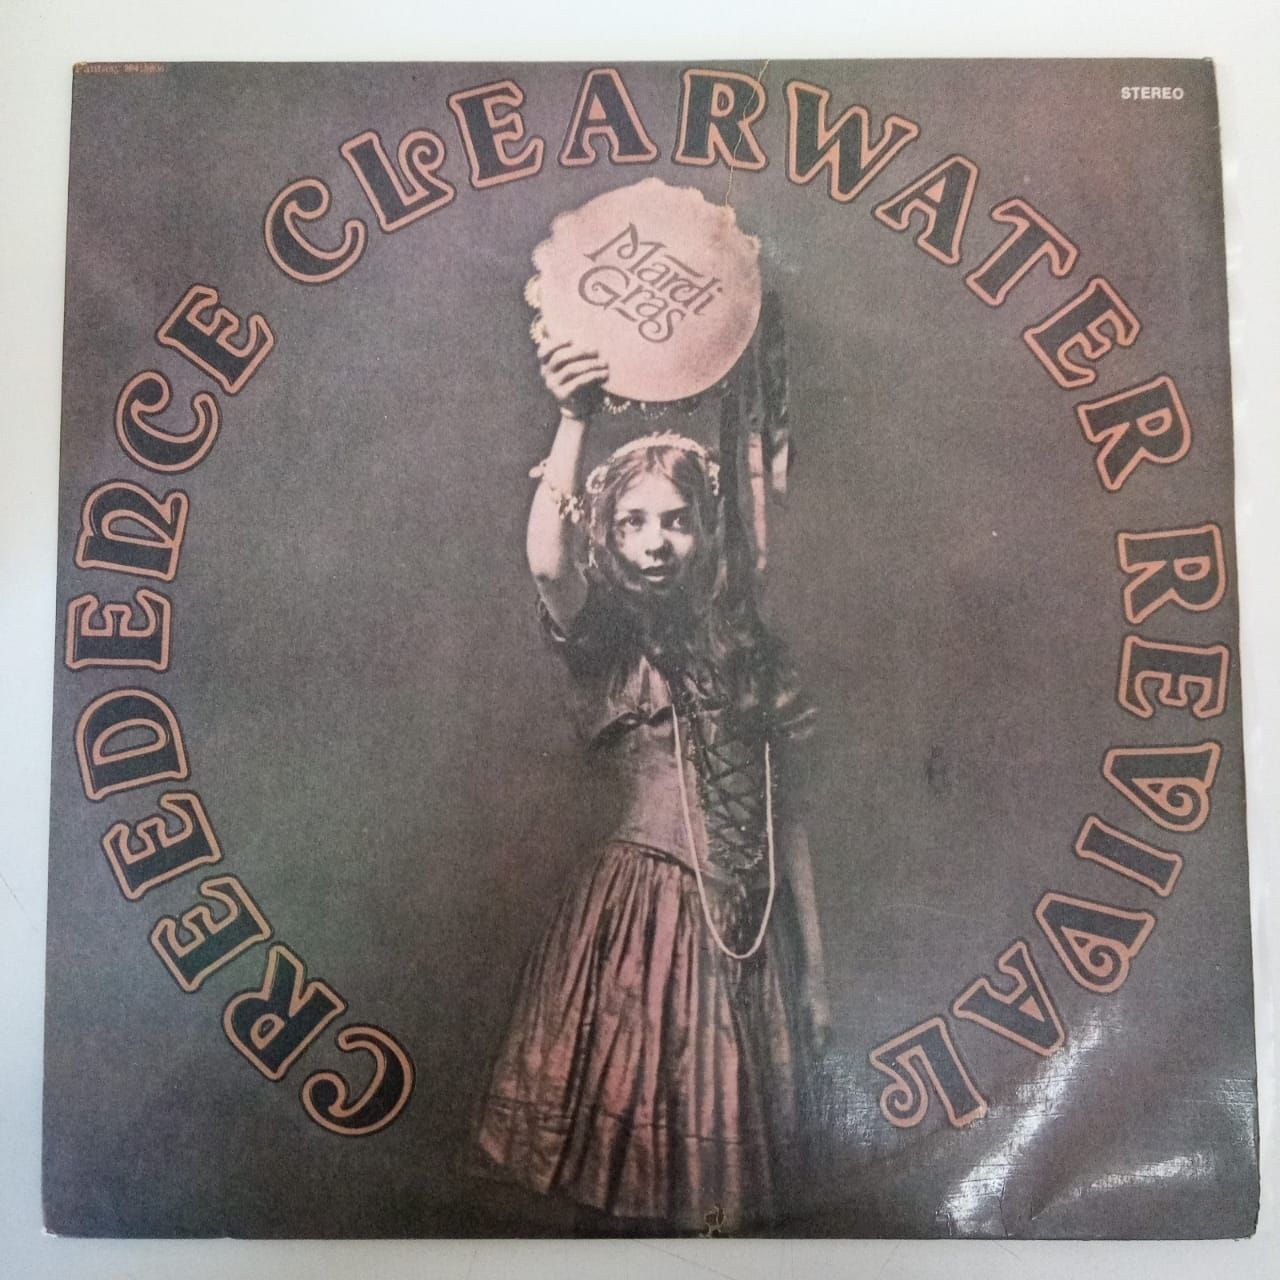 STEREO
CREEDENCE CLEARWATER REVIVAL
Mardi
Gras